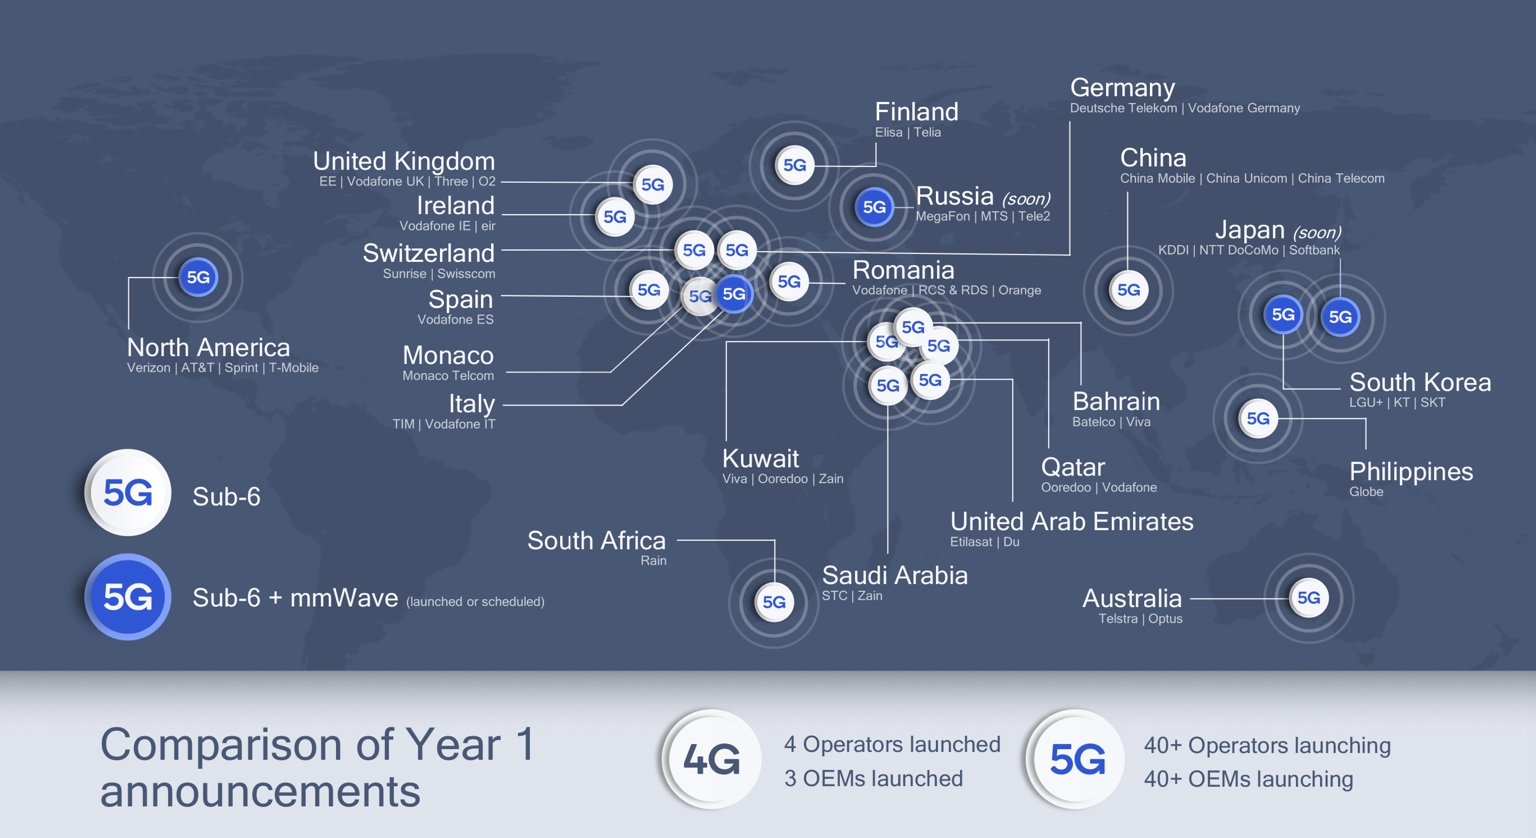 Germany
Deutsche Telekom | Vodafone Germany
Finland
Elisa | Telia
5G
China
China Mobile | China Unicom | China Telecom
United Kingdom
EE | Vodafone UK | Three | O2
5G
Ireland
Vodafone IE | eir
5G
5G
Russia (soon)
MegaFon | MTS | Tele2
Japan (soon)
KDDI | NTT DoCoMo | Softbank
Switzerland
Sunrise | Swisscom
5G
5G
5G
North America
Verizon | AT&T | Sprint | T-Mobile
Spain
Vodafone ES
5G
5G
5G
5G
Romania
Vodafone | RCS & RDS | Orange
5G
5G
5G
Monaco
Monaco Telcom
Italy
TIM | Vodafone IT
5G
5G
5G
5G
5G
South Korea
LGU+ | KT | SKT
Bahrain
Batelco | Viva
5G
Kuwait
Viva | Ooredoo | Zain
Qatar
Ooredoo | Vodafone
Philippines
Globe
5G
Sub-6
United Arab Emirates
Etilasat | Du
South Africa
Rain
Saudi Arabia
STC | Zain
5G
Australia
Telstra | Optus
5G
5G
Sub-6 + mmWave (launched or scheduled)
Comparison of Year 1
announcements
4G
4 Operators launched
3 OEMs launched
5G
40+ Operators launching
40+ OEMs launching